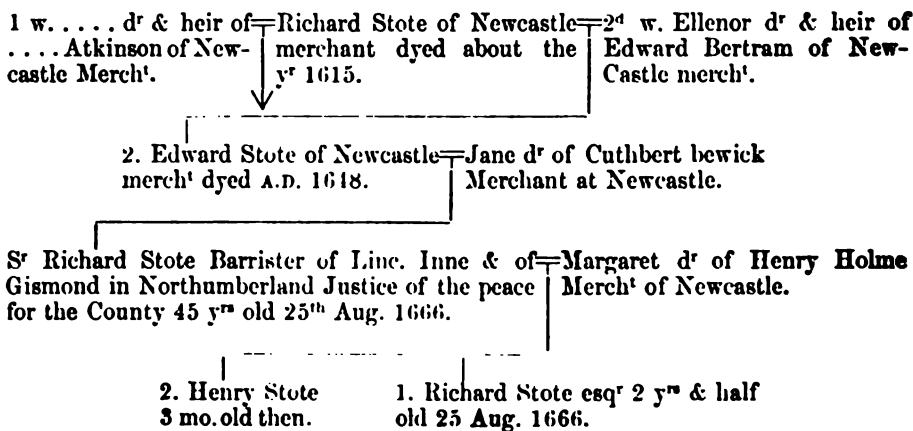 1 w. . . . . dʳ & heir of
. . . . Atkinson of New-
castle Merchᵗ.
Richard Stote of Newcastle
merchant dyed about the
yʳ 1615.
2ᵈ w. Ellenor dʳ & heir of
Edward Bertram of New-
Castle merchᵗ.
2. Edward Stote of Newcastle
merchᵗ dyed A.D. 1648.
Jane dʳ of Cuthbert bewick
Merchant at Newcastle.
Sʳ Richard Stote Barrister of Linc. Inne & of
Gismond in Northumberland Justice of the peace
for the County 45 yʳˢ old 25ᵗʰ Aug. 1666.
Margaret dʳ of Henry Holme
Merchᵗ of Newcastle.
2. Henry Stote
3 mo. old then.
1. Richard Stote esqʳ 2 yʳˢ & half
old 25 Aug. 1666.